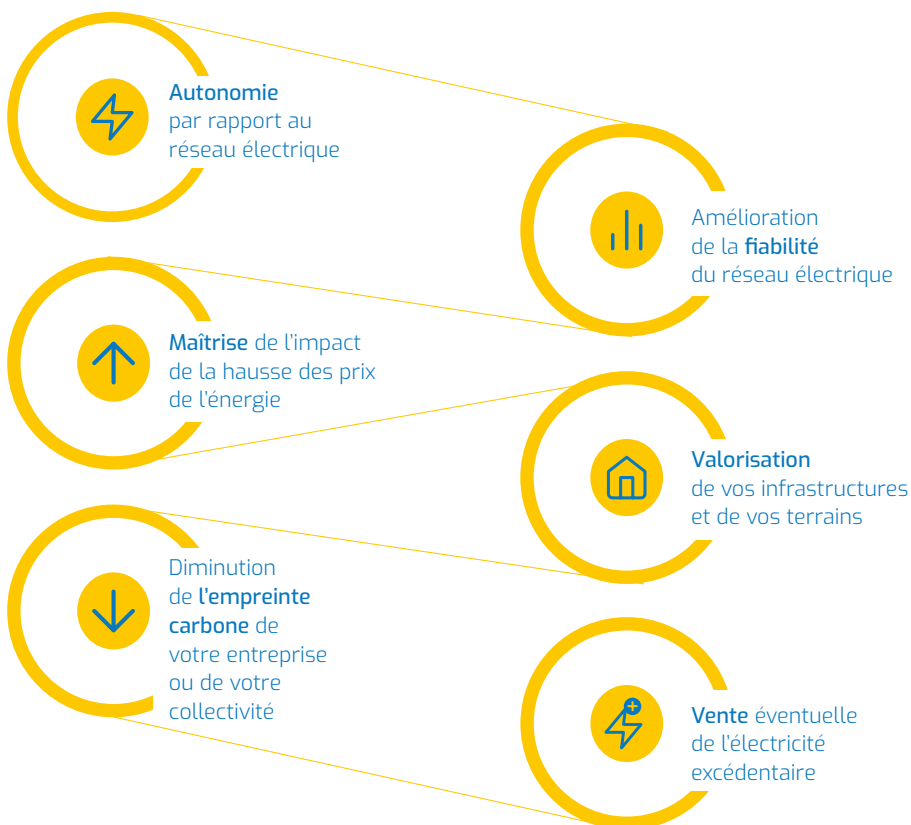 Autonomie
par rapport au
réseau électrique
Amélioration
de la fiabilité
du réseau électrique
Maîtrise de l'impact
de la hausse des prix
de l'énergie
Valorisation
de vos infrastructures
et de vos terrains
Diminution
de l'empreinte
carbone de
votre entreprise
ou de votre
collectivité
Vente éventuelle
de l'électricité
excédentaire